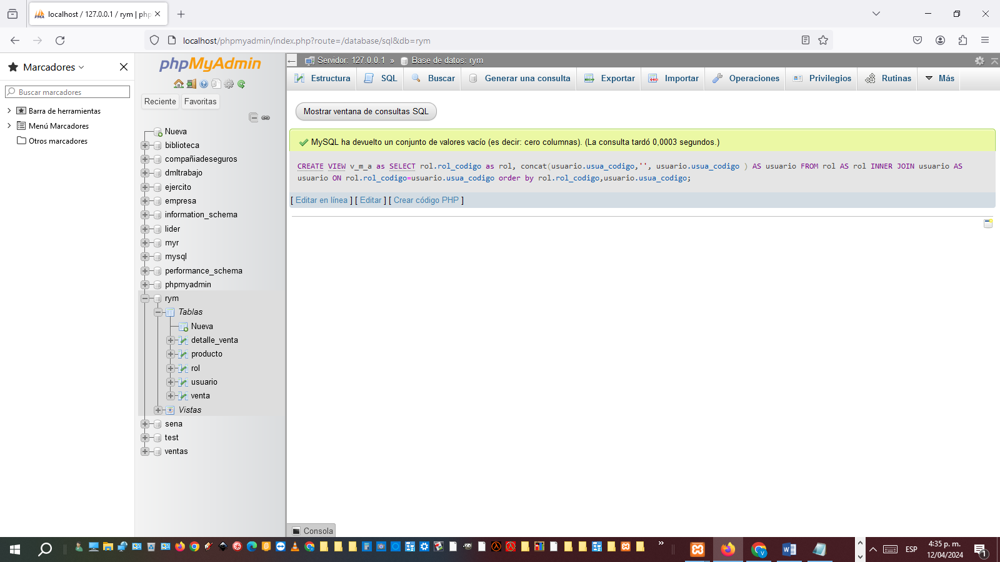 localhost / 127.0.0.1 / rym | php
localhost/phpmyadmin/index.php?route=/database/sql&db=rym
Marcadores
Buscar marcadores
Barra de herramientas
Menú Marcadores
Otros marcadores
phpMyAdmin
Reciente
Favoritas
Nueva
biblioteca
compañiadeseguros
dmltrabajo
ejercito
empresa
information_schema
lider
myr
mysql
performance_schema
phpmyadmin
rym
Tablas
Nueva
detalle_venta
producto
rol
usuario
venta
Vistas
sena
test
ventas
Servidor: 127.0.0.1 » Base de datos: rym
Estructura SQL Buscar Generar una consulta Exportar Importar Operaciones Privilegios Rutinas Más
Mostrar ventana de consultas SQL
MySQL ha devuelto un conjunto de valores vacío (es decir: cero columnas). (La consulta tardó 0,0003 segundos.)
CREATE VIEW v_m_a as SELECT rol.rol_codigo as rol, concat(usuario.usua_codigo,'', usuario.usua_codigo ) AS usuario FROM rol AS rol INNER JOIN usuario AS
usuario ON rol.rol_codigo=usuario.usua_codigo order by rol.rol_codigo,usuario.usua_codigo;
[ Editar en línea ] [ Editar ] [ Crear código PHP ]
Consola
ESP
4:35 p. m.
12/04/2024
1